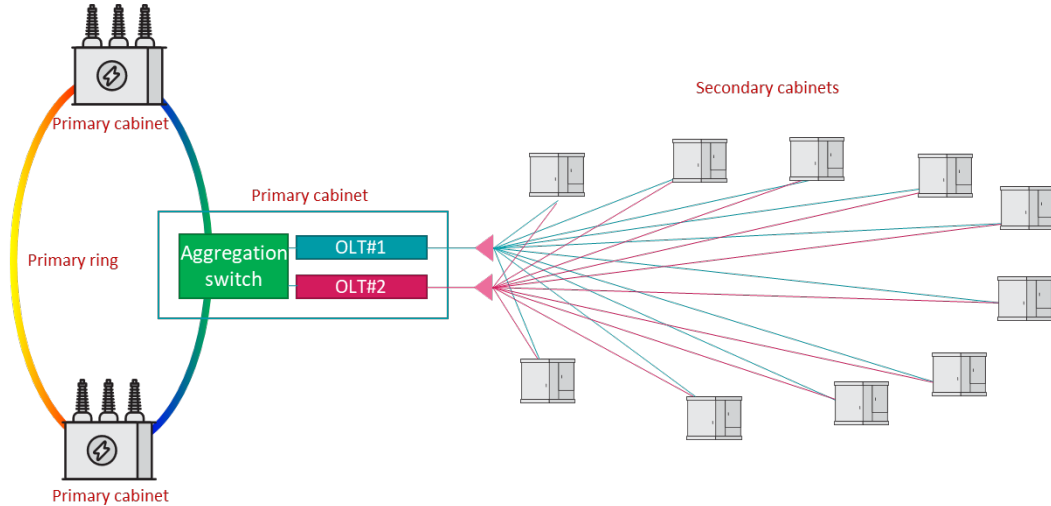 Primary cabinet
Secondary cabinets
Primary cabinet
Aggregation
switch
OLT#1
Primary ring
OLT#2
Primary cabinet